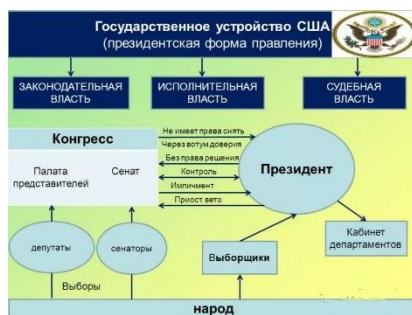 Государственное устройство США
(президентская форма правления)
ЗАКОНОДАТЕЛЬНАЯ
ВЛАСТЬ
ИСПОЛНИТЕЛЬНАЯ
ВЛАСТЬ
СУДЕБНАЯ
ВЛАСТЬ
Конгресс
Палата
представителей
Сенат
Не имеет права снять
Через вотум доверия
Без права решения
Контроль
Импичмент
Приост. вето
Президент
депутаты
сенаторы
Выборы
Выборщики
Кабинет
департаментов
народ